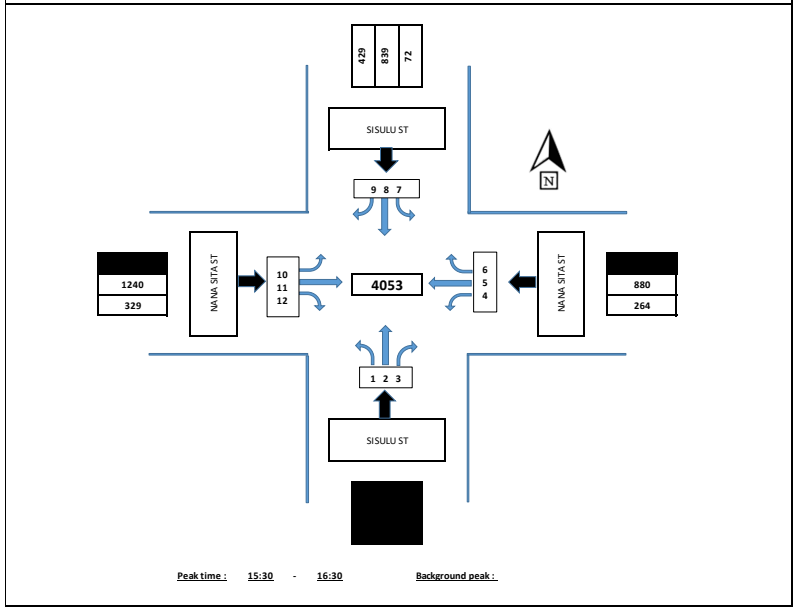 429 839 72
SISULU ST
9 8 7
N
NANA SITA ST
10
11
12
1240
329
4053
6
5
4
NANA SITA ST
880
264
1 2 3
SISULU ST
Peak time : 15:30 - 16:30 Background peak :